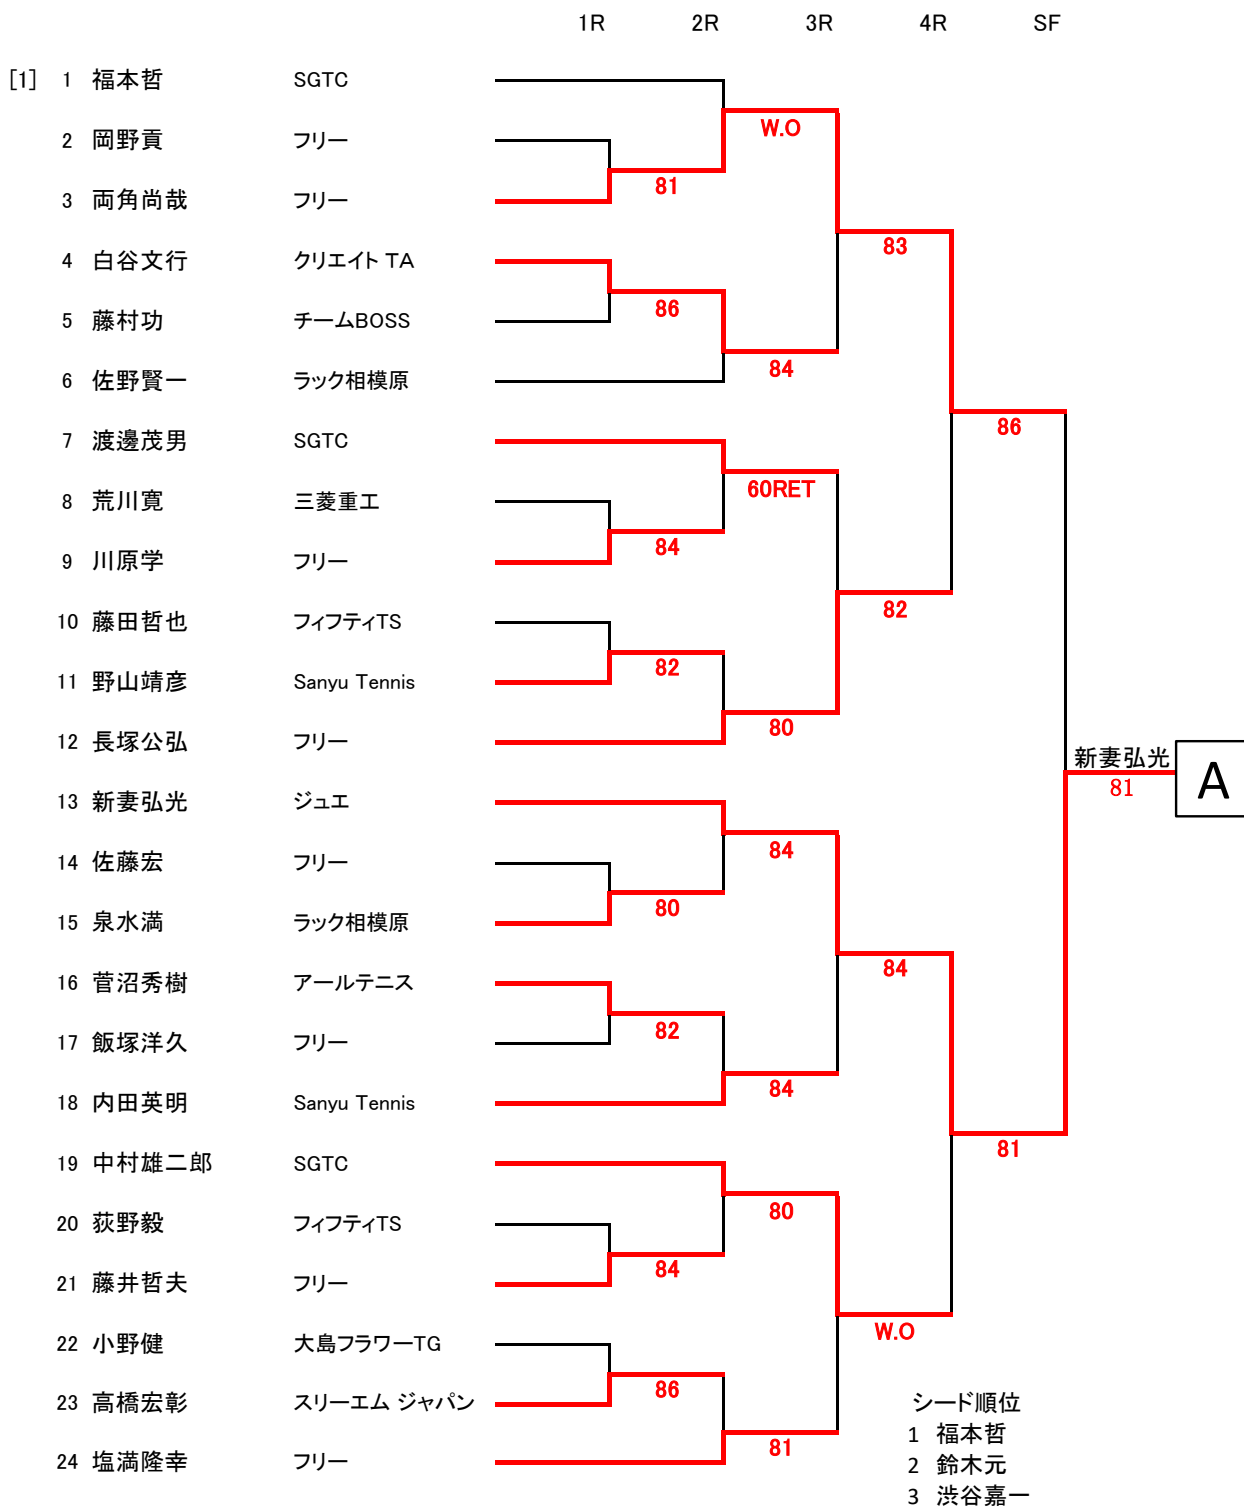 1R 2R 3R 4R SF
[1] 1 福本哲 SGTC
W.O
2 岡野貢 フリー
81
3 両角尚哉 フリー
83
4 白谷文行 クリエイト TA
86
5 藤村功 チームBOSS
84
6 佐野賢一 ラック相模原
86
7 渡邊茂男 SGTC
60RET
8 荒川寛 三菱重工
84
9 川原学 フリー
82
10 藤田哲也 フィフティTS
82
11 野山靖彦 Sanyu Tennis
80
12 長塚公弘 フリー
新妻弘光
81
A
13 新妻弘光 ジュエ
84
14 佐藤宏 フリー
80
15 泉水満 ラック相模原
84
16 菅沼秀樹 アールテニス
82
17 飯塚洋久 フリー
84
18 内田英明 Sanyu Tennis
81
19 中村雄二郎 SGTC
80
20 荻野毅 フィフティTS
84
21 藤井哲夫 フリー
W.O
22 小野健 大島フラワーTG
86
23 高橋宏彰 スリーエム ジャパン
81
24 塩満隆幸 フリー
シード順位
1 福本哲
2 鈴木元
3 渋谷嘉一